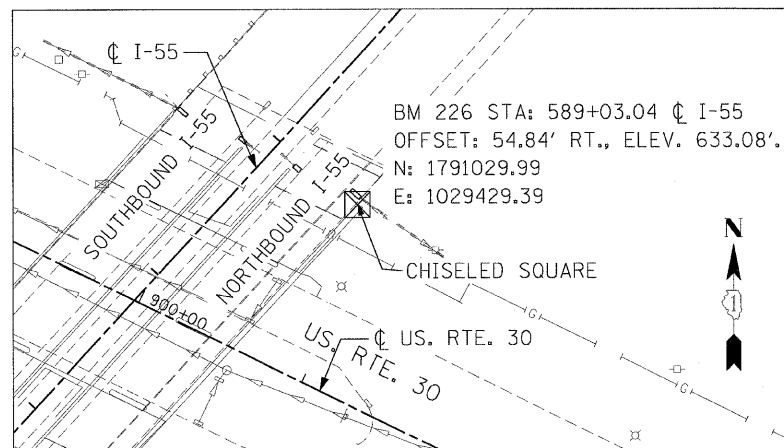 ℄ I-55
BM 226 STA: 589+03.04 ℄ I-55
OFFSET: 54.84' RT., ELEV. 633.08'.
N: 1791029.99
E: 1029429.39
SOUTHBOUND I-55
NORTHBOUND I-55
CHISELED SQUARE
N
1
900+00
US. RTE. 30
℄ US. RTE. 30
G
G
G
G